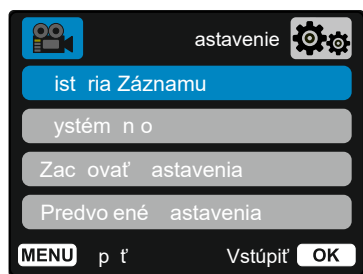 astavenie
ist ria Záznamu
ystém n o
Zac ovať astavenia
Predvo ené astavenia
MENU p ť Vstúpiť OK